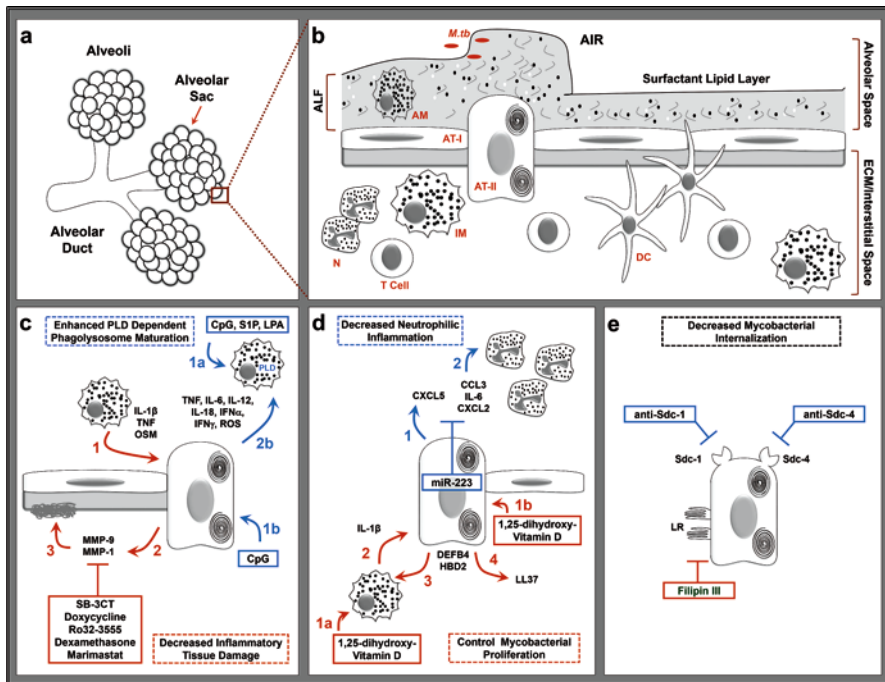 a
Alveoli
Alveolar
Sac
Alveolar
Duct
b
M.tb
AIR
Surfactant Lipid Layer
ALF
AM
AT-I
AT-II
IM
N
T Cell
DC
Alveolar Space
ECM/Interstitial Space
c
Enhanced PLD Dependent
Phagolysosome Maturation
CpG, S1P, LPA
1a
PLD
IL-1β
TNF
OSM
1
TNF, IL-6, IL-12,
IL-18, IFNα,
IFNγ, ROS
2b
3
MMP-9
MMP-1
2
1b
CpG
SB-3CT
Doxycycline
Ro32-3555
Dexamethasone
Marimastat
Decreased Inflammatory
Tissue Damage
d
Decreased Neutrophilic
Inflammation
2
CXCL5
CCL3
IL-6
CXCL2
1
miR-223
1b
1,25-dihydroxy-
Vitamin D
IL-1β
2
DEFB4
HBD2
3
4
LL37
1a
1,25-dihydroxy-
Vitamin D
Control Mycobacterial
Proliferation
e
Decreased Mycobacterial
Internalization
anti-Sdc-1
anti-Sdc-4
Sdc-1
Sdc-4
LR
Filipin III